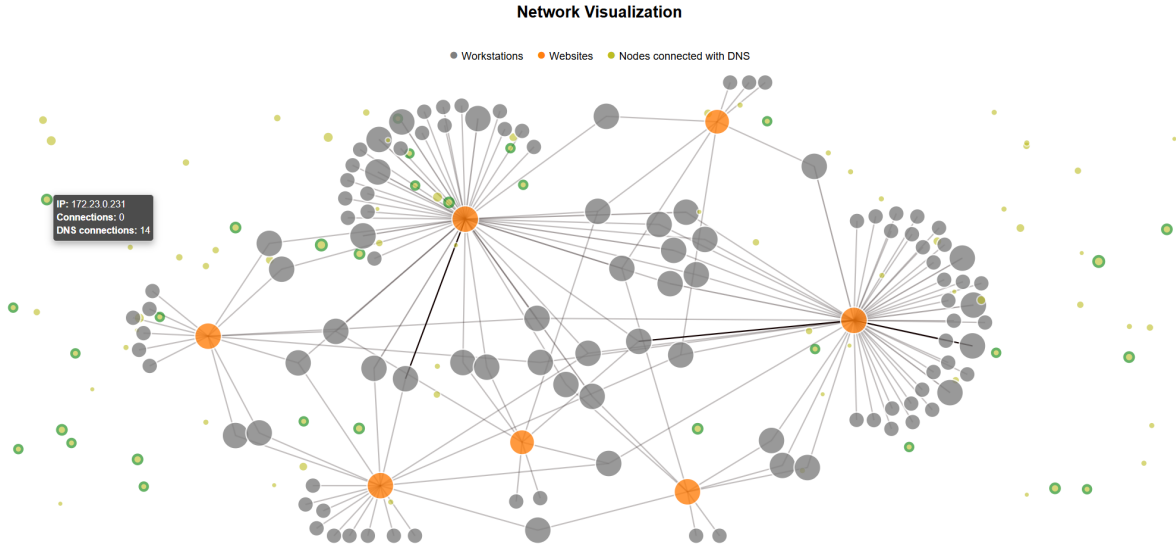 Network Visualization
Workstations Websites Nodes connected with DNS
IP: 172.23.0.231
Connections: 0
DNS connections: 14